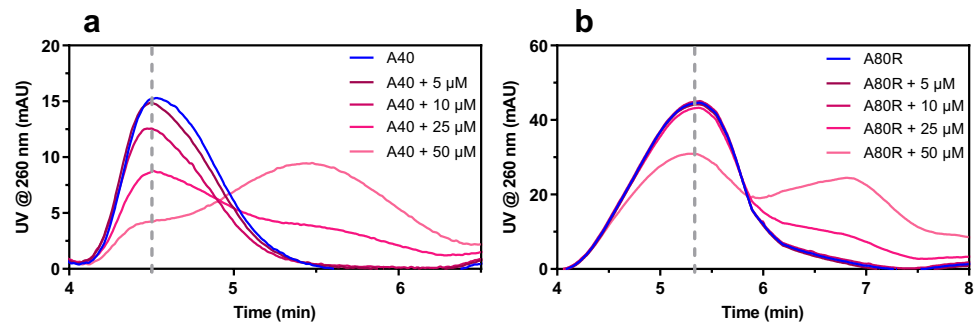 a
UV @ 260 nm (mAU)
20
15
10
5
0
4
5
6
Time (min)
A40
A40 + 5 µM
A40 + 10 µM
A40 + 25 µM
A40 + 50 µM
b
UV @ 260 nm (mAU)
60
40
20
0
4
5
6
7
8
Time (min)
A80R
A80R + 5 µM
A80R + 10 µM
A80R + 25 µM
A80R + 50 µM